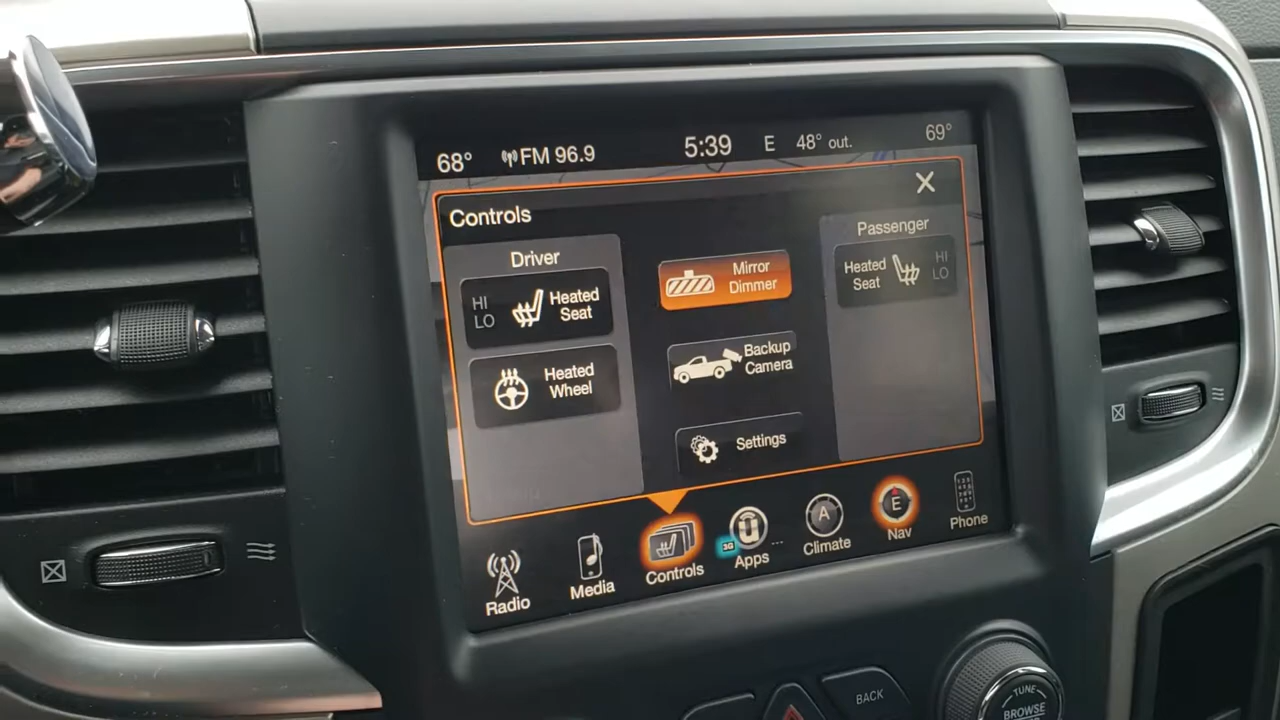 68° FM 96.9 5:39 E 48° out. 69°
Controls X
Driver
HI
LO
Heated
Seat
Heated
Wheel
Mirror
Dimmer
Backup
Camera
Settings
Passenger
Heated
Seat
HI
LO
Radio
Media
Controls
3G
Apps ...
A
Climate
E
Nav
Phone
BACK
TUNE
BROWSE